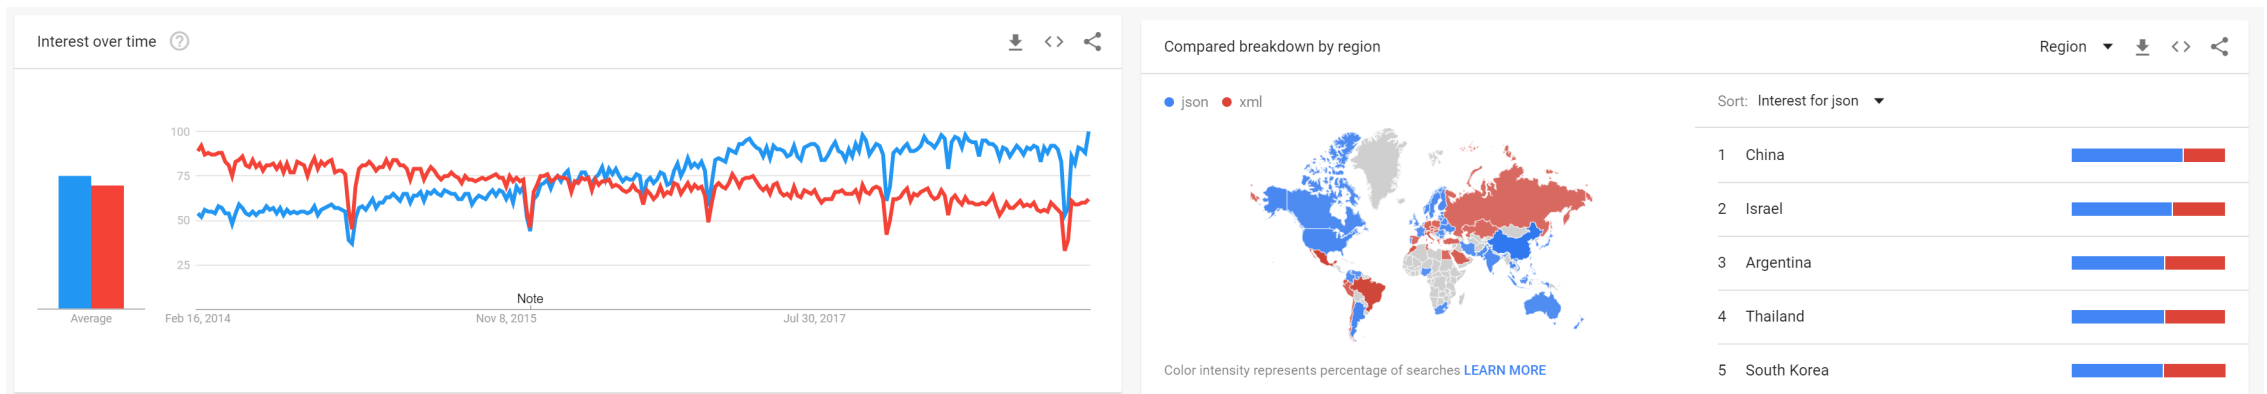 Interest over time
100
75
50
25
Note
Average
Feb 16, 2014
Nov 8, 2015
Jul 30, 2017
Compared breakdown by region
Region
json xml
Sort: Interest for json
1 China
2 Israel
3 Argentina
4 Thailand
5 South Korea
Color intensity represents percentage of searches LEARN MORE